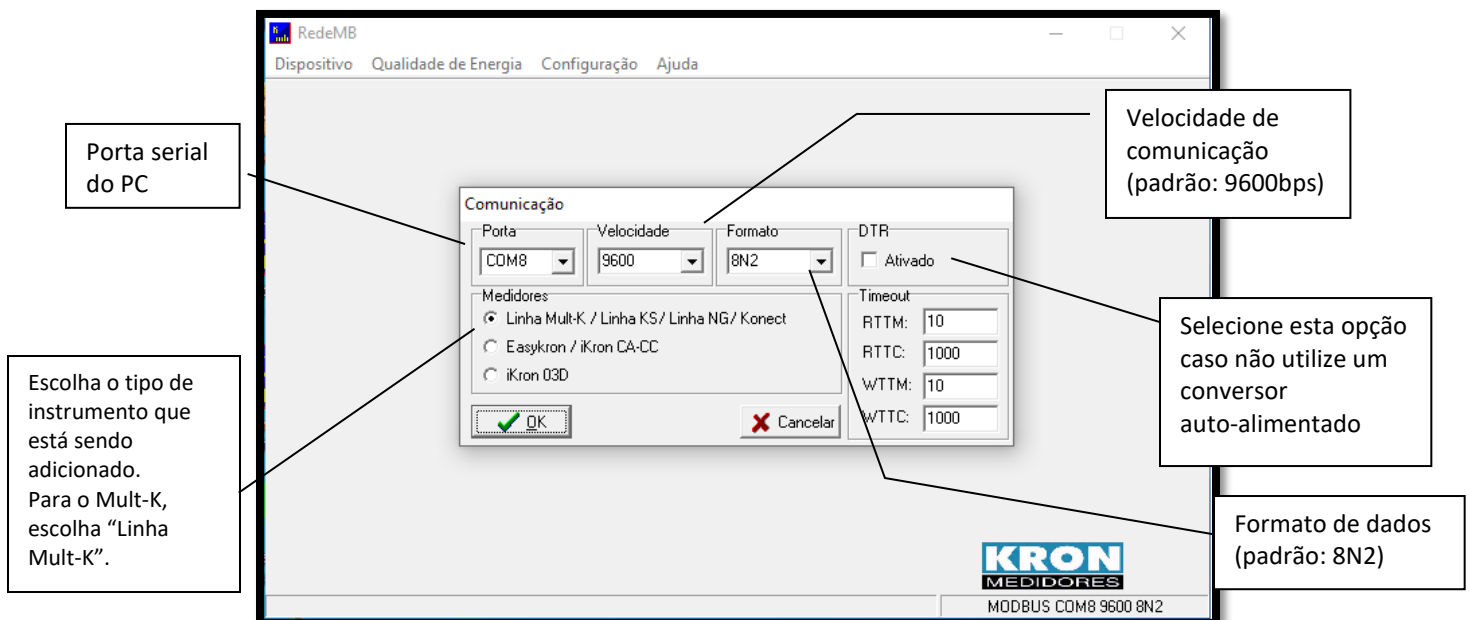 RedeMB
Dispositivo Qualidade de Energia Configuração Ajuda
Porta serial
do PC
Velocidade de
comunicação
(padrão: 9600bps)
Comunicação
Porta
COM8
Velocidade
9600
Formato
8N2
DTR
Ativado
Medidores
Linha Mult-K / Linha KS/ Linha NG/ Konect
Easykron / iKron CA-CC
iKron 03D
Timeout
RTTM: 10
RTTC: 1000
WTTM: 10
WTTC: 1000
OK
Cancelar
Escolha o tipo de
instrumento que
está sendo
adicionado.
Para o Mult-K,
escolha “Linha
Mult-K”.
Selecione esta opção
caso não utilize um
conversor
auto-alimentado
Formato de dados
(padrão: 8N2)
KRON
MEDIDORES
MODBUS COM8 9600 8N2